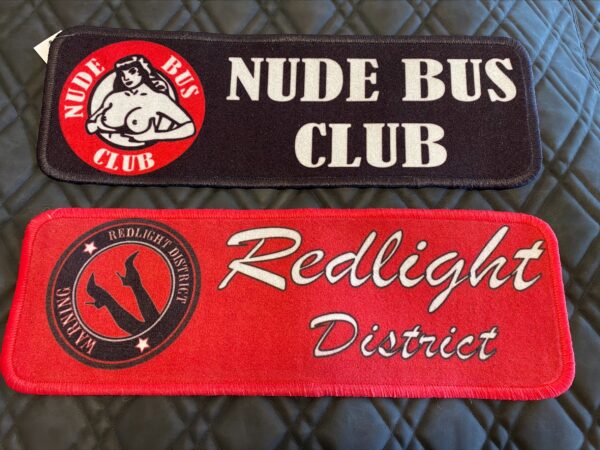 NUDE BUS
CLUB
NUDE BUS
CLUB
REDLIGHT DISTRICT
WARNING
Redlight
District